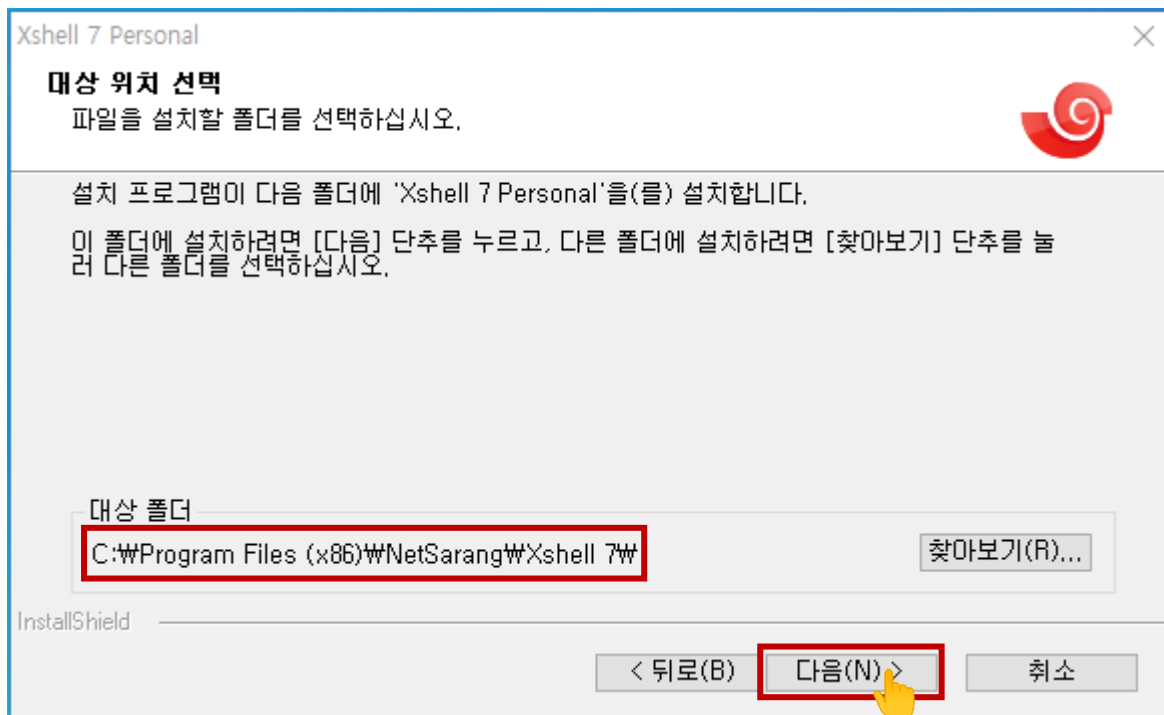 Xshell 7 Personal
대상 위치 선택
파일을 설치할 폴더를 선택하십시오.
설치 프로그램이 다음 폴더에 'Xshell 7 Personal'을(를) 설치합니다.
이 폴더에 설치하려면 [다음] 단추를 누르고, 다른 폴더에 설치하려면 [찾아보기] 단추를 눌
러 다른 폴더를 선택하십시오.
대상 폴더
C:₩Program Files (x86)₩NetSarang₩Xshell 7₩
찾아보기(R)...
InstallShield
< 뒤로(B)
다음(N) >
취소